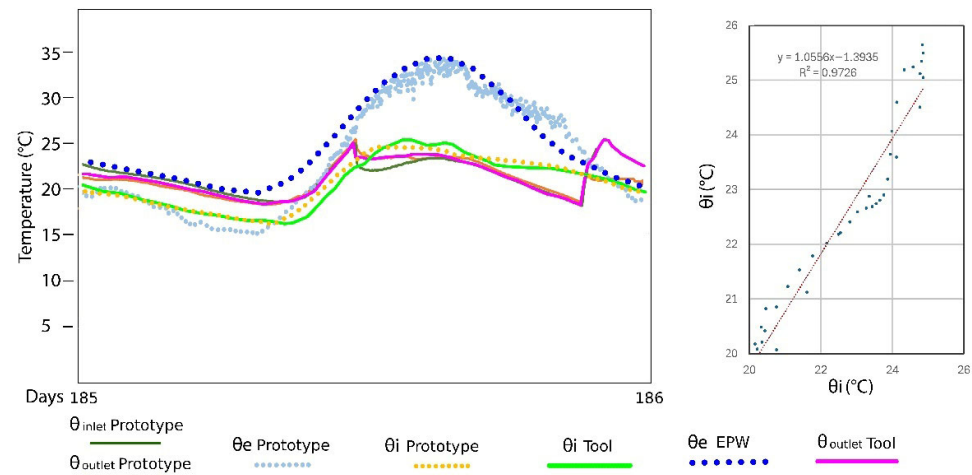 Temperature (°C)
35
30
25
20
15
10
5
Days 185
186
θinlet Prototype
θoutlet Prototype
θe Prototype
θi Prototype
θi Tool
θe EPW
θoutlet Tool
y = 1.0556x−1.3935
R² = 0.9726
θi (°C)
26
25
24
23
22
21
20
20
22
24
26
θi (°C)